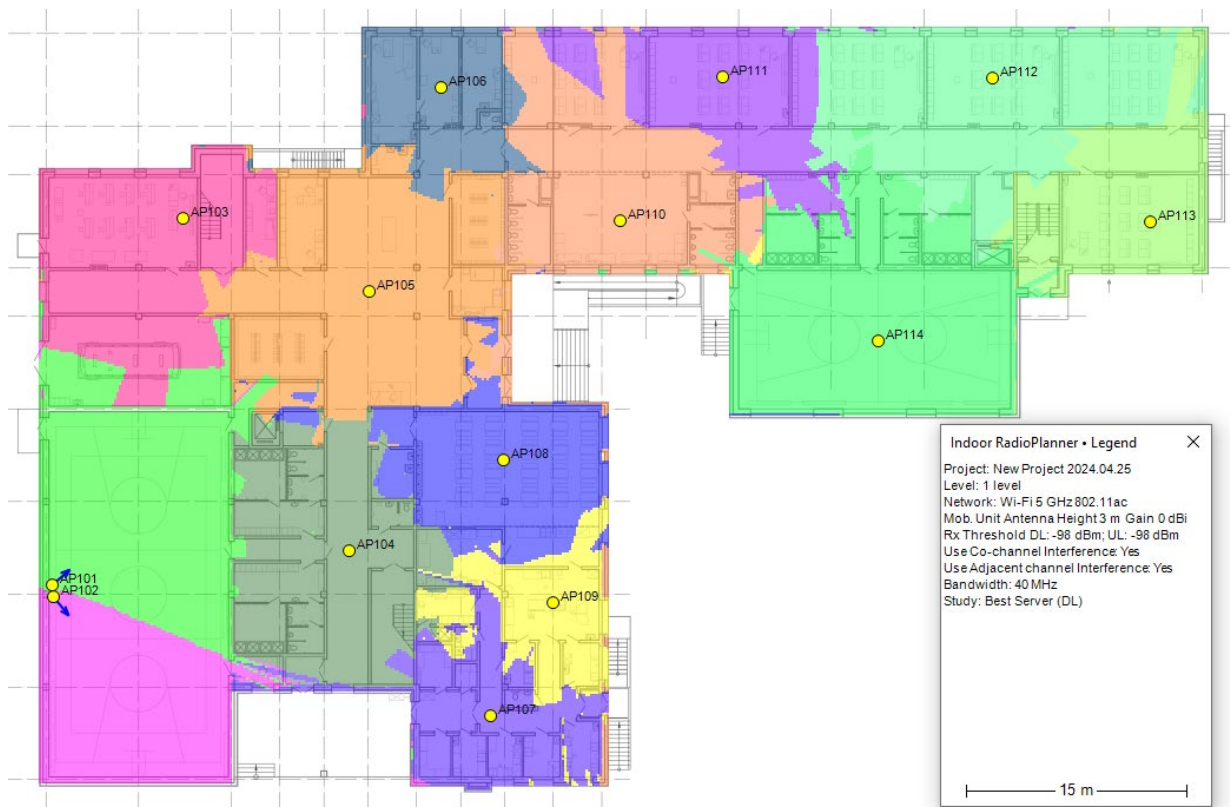 AP106
AP111
AP112
AP103
AP110
AP113
AP105
AP114
AP108
AP104
AP101
AP102
AP109
AP107
Indoor RadioPlanner • Legend
Project: New Project 2024.04.25
Level: 1 level
Network: Wi-Fi 5 GHz 802.11ac
Mob. Unit Antenna Height 3 m Gain 0 dBi
Rx Threshold DL: -98 dBm; UL: -98 dBm
Use Co-channel Interference: Yes
Use Adjacent channel Interference: Yes
Bandwidth: 40 MHz
Study: Best Server (DL)
15 m